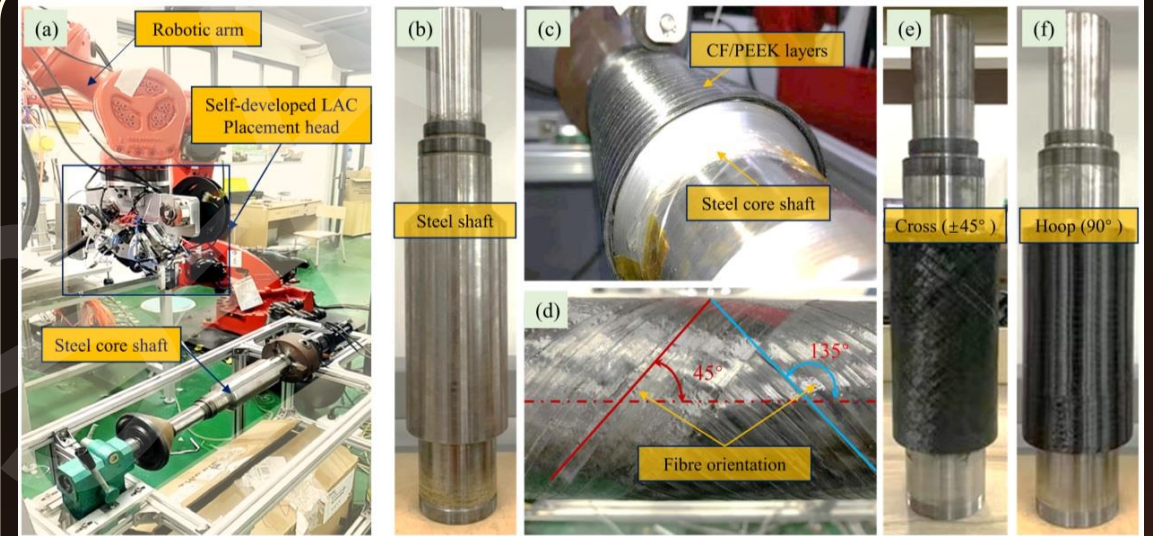 (a)
Robotic arm
Self-developed LAC
Placement head
Steel core shaft
(b)
Steel shaft
(c)
CF/PEEK layers
Steel core shaft
(d)
45°
135°
Fibre orientation
(e)
Cross (±45° )
(f)
Hoop (90° )